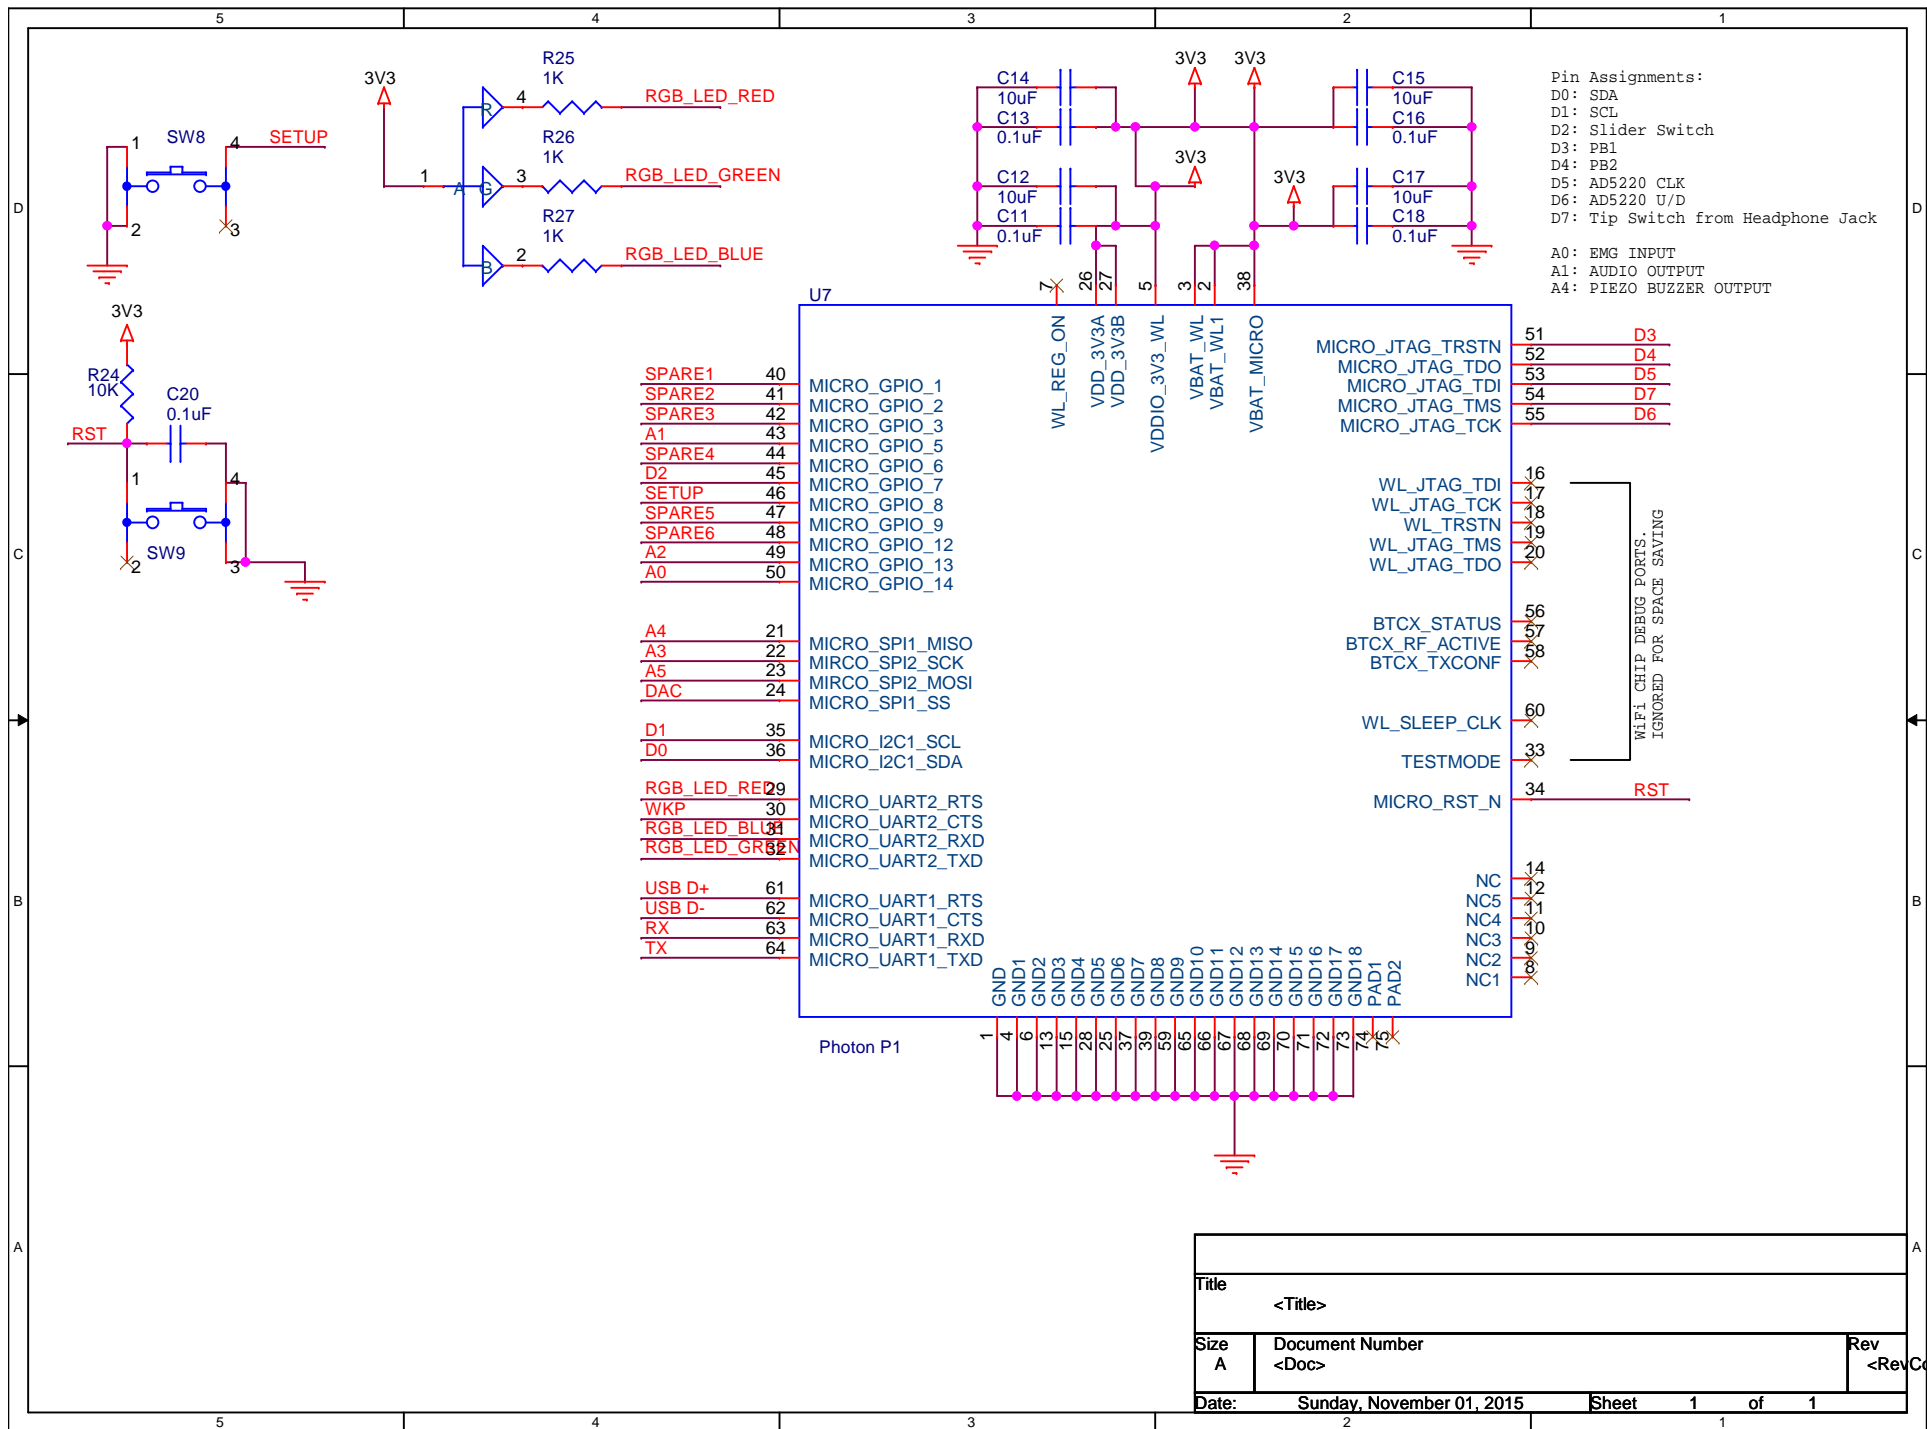 5 4 3 2 1
D
C
B
A
D
C
B
A
SW8
1
2
4
3
SETUP
3V3
1
A
R
G
B
4
3
2
R25
1K
R26
1K
R27
1K
RGB_LED_RED
RGB_LED_GREEN
RGB_LED_BLUE
3V3
R24
10K
C20
0.1uF
RST
1
2
4
3
SW9
C14
10uF
C13
0.1uF
C12
10uF
C11
0.1uF
3V3
3V3
3V3
3V3
C15
10uF
C16
0.1uF
C17
10uF
C18
0.1uF
Pin Assignments:
D0: SDA
D1: SCL
D2: Slider Switch
D3: PB1
D4: PB2
D5: AD5220 CLK
D6: AD5220 U/D
D7: Tip Switch from Headphone Jack
A0: EMG INPUT
A1: AUDIO OUTPUT
A4: PIEZO BUZZER OUTPUT
U7
7 WL_REG_ON
26 VDD_3V3A
27 VDD_3V3B
5 VDDIO_3V3_WL
3 VBAT_WL
2 VBAT_WL1
38 VBAT_MICRO
SPARE1 40 MICRO_GPIO_1
SPARE2 41 MICRO_GPIO_2
SPARE3 42 MICRO_GPIO_3
A1 43 MICRO_GPIO_5
SPARE4 44 MICRO_GPIO_6
D2 45 MICRO_GPIO_7
SETUP 46 MICRO_GPIO_8
SPARE5 47 MICRO_GPIO_9
SPARE6 48 MICRO_GPIO_12
A2 49 MICRO_GPIO_13
A0 50 MICRO_GPIO_14
A4 21 MICRO_SPI1_MISO
A3 22 MIRCO_SPI2_SCK
A5 23 MIRCO_SPI2_MOSI
DAC 24 MICRO_SPI1_SS
D1 35 MICRO_I2C1_SCL
D0 36 MICRO_I2C1_SDA
RGB_LED_RED 29 MICRO_UART2_RTS
WKP 30 MICRO_UART2_CTS
RGB_LED_BLUE 31 MICRO_UART2_RXD
RGB_LED_GREEN 32 MICRO_UART2_TXD
USB D+ 61 MICRO_UART1_RTS
USB D- 62 MICRO_UART1_CTS
RX 63 MICRO_UART1_RXD
TX 64 MICRO_UART1_TXD
MICRO_JTAG_TRSTN 51 D3
MICRO_JTAG_TDO 52 D4
MICRO_JTAG_TDI 53 D5
MICRO_JTAG_TMS 54 D7
MICRO_JTAG_TCK 55 D6
WL_JTAG_TDI 16
WL_JTAG_TCK 17
WL_TRSTN 18
WL_JTAG_TMS 19
WL_JTAG_TDO 20
BTCX_STATUS 56
BTCX_RF_ACTIVE 57
BTCX_TXCONF 58
WL_SLEEP_CLK 60
TESTMODE 33
MICRO_RST_N 34 RST
WiFi CHIP DEBUG PORTS.
IGNORED FOR SPACE SAVING
NC 14
NC5 12
NC4 11
NC3 10
NC2 9
NC1 8
GND 1
GND1 4
GND2 6
GND3 13
GND4 15
GND5 28
GND6 25
GND7 37
GND8 39
GND9 59
GND10 65
GND11 66
GND12 67
GND13 68
GND14 69
GND15 70
GND16 71
GND17 72
GND18 73
PAD1 74
PAD2 75
Photon P1
Title
<Title>
Size
A
Document Number
<Doc>
Rev
<RevCo
Date: Sunday, November 01, 2015 Sheet 1 of 1
5 4 3 2 1